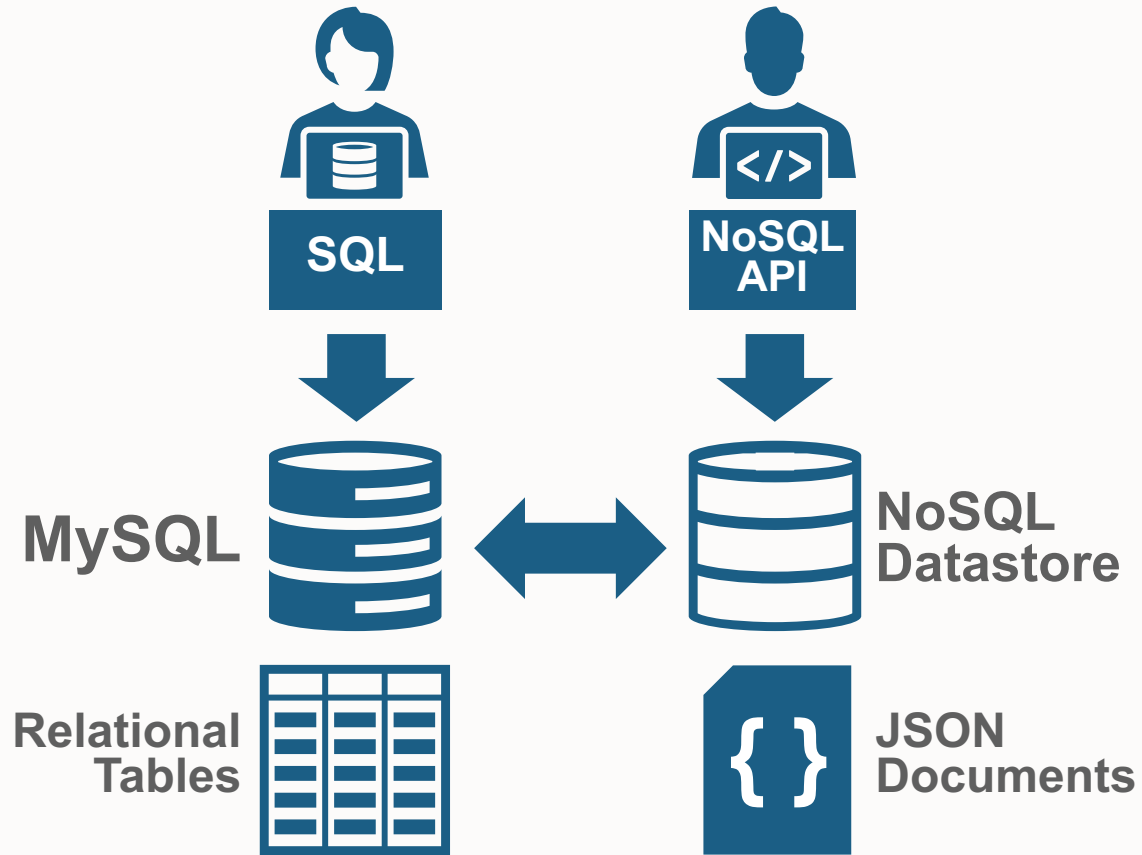 </>
SQL
NoSQL
API
MySQL
NoSQL
Datastore
Relational
Tables
{ }
JSON
Documents